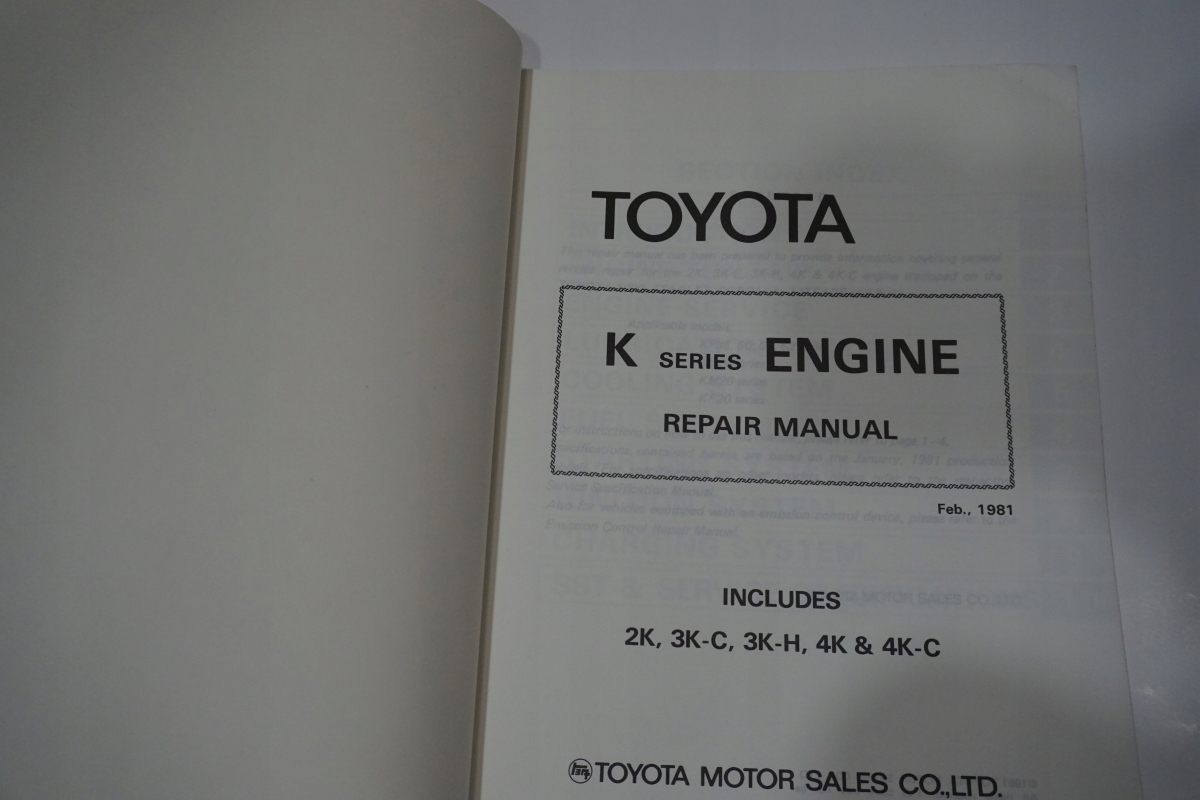 TOYOTA
K SERIES ENGINE
REPAIR MANUAL
Feb., 1981
INCLUDES
2K, 3K-C, 3K-H, 4K & 4K-C
TOYOTA MOTOR SALES CO.,LTD.